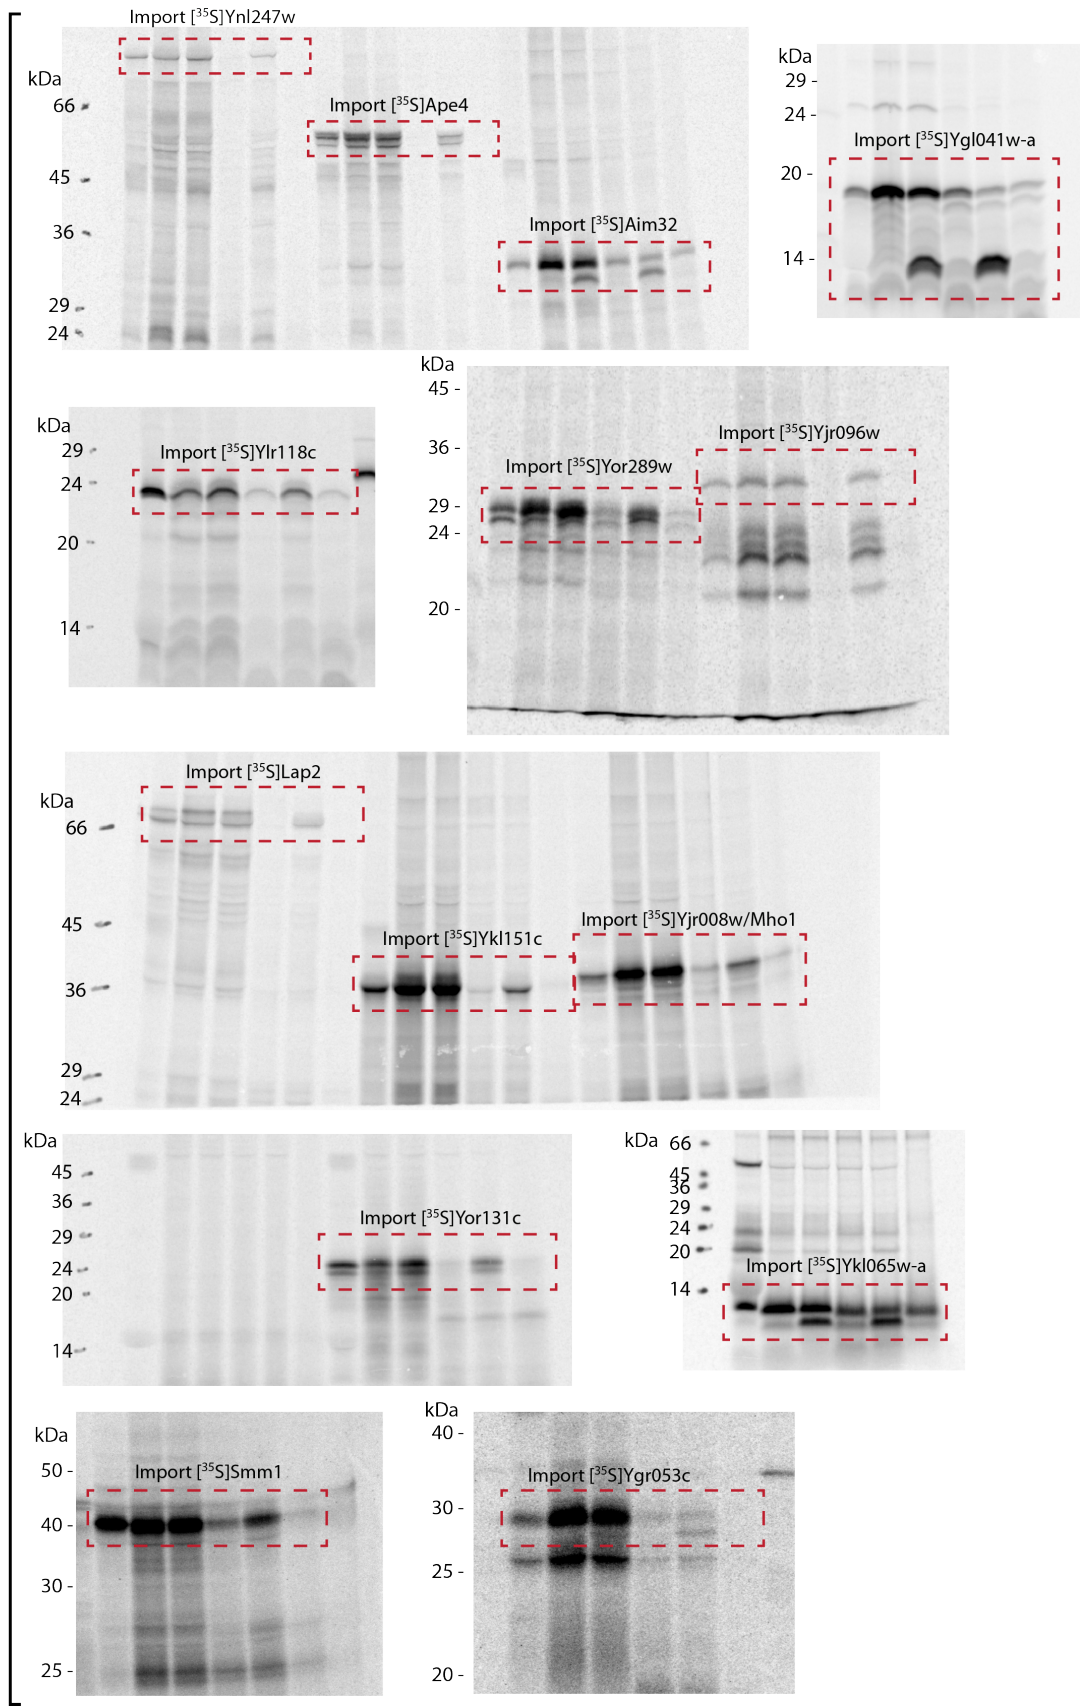 Import [³⁵S]Ynl247w
kDa
66
45
36
29
24
Import [³⁵S]Ape4
Import [³⁵S]Aim32
kDa
29 -
24 -
20 -
14 -
Import [³⁵S]Ygl041w-a
kDa
29
24
20
14
Import [³⁵S]Ylr118c
kDa
45 -
36 -
29 -
24 -
20 -
Import [³⁵S]Yor289w
Import [³⁵S]Yjr096w
kDa
66
45
36
29
24
Import [³⁵S]Lap2
Import [³⁵S]Ykl151c
Import [³⁵S]Yjr008w/Mho1
kDa
45
36
29
24
20
14
Import [³⁵S]Yor131c
kDa
66
45
36
29
24
20
14
Import [³⁵S]Ykl065w-a
kDa
50 -
40 -
30 -
25 -
Import [³⁵S]Smm1
kDa
40 -
30 -
25 -
20 -
Import [³⁵S]Ygr053c